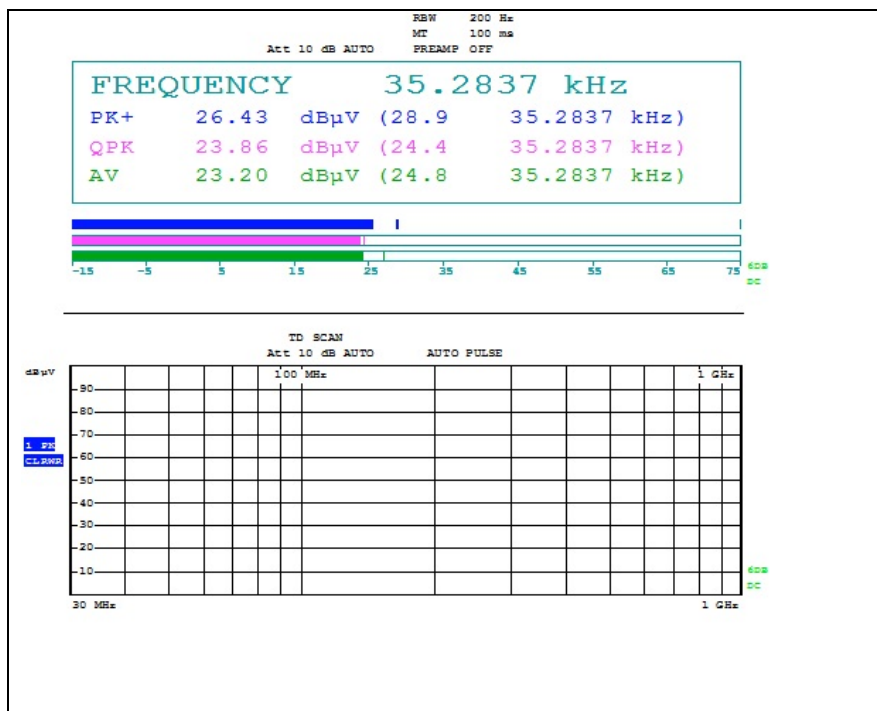 RBW 200 Hz
MT 100 ms
Att 10 dB AUTO PREAMP OFF
FREQUENCY 35.2837 kHz
PK+ 26.43 dBµV (28.9 35.2837 kHz)
QPK 23.86 dBµV (24.4 35.2837 kHz)
AV 23.20 dBµV (24.8 35.2837 kHz)
-15 -5 5 15 25 35 45 55 65 75
6DB
DC
TD SCAN
Att 10 dB AUTO AUTO PULSE
dBµV
100 MHz 1 GHz
90
80
70
1 PK
CLRWR
60
50
40
30
20
10
6DB
DC
30 MHz 1 GHz